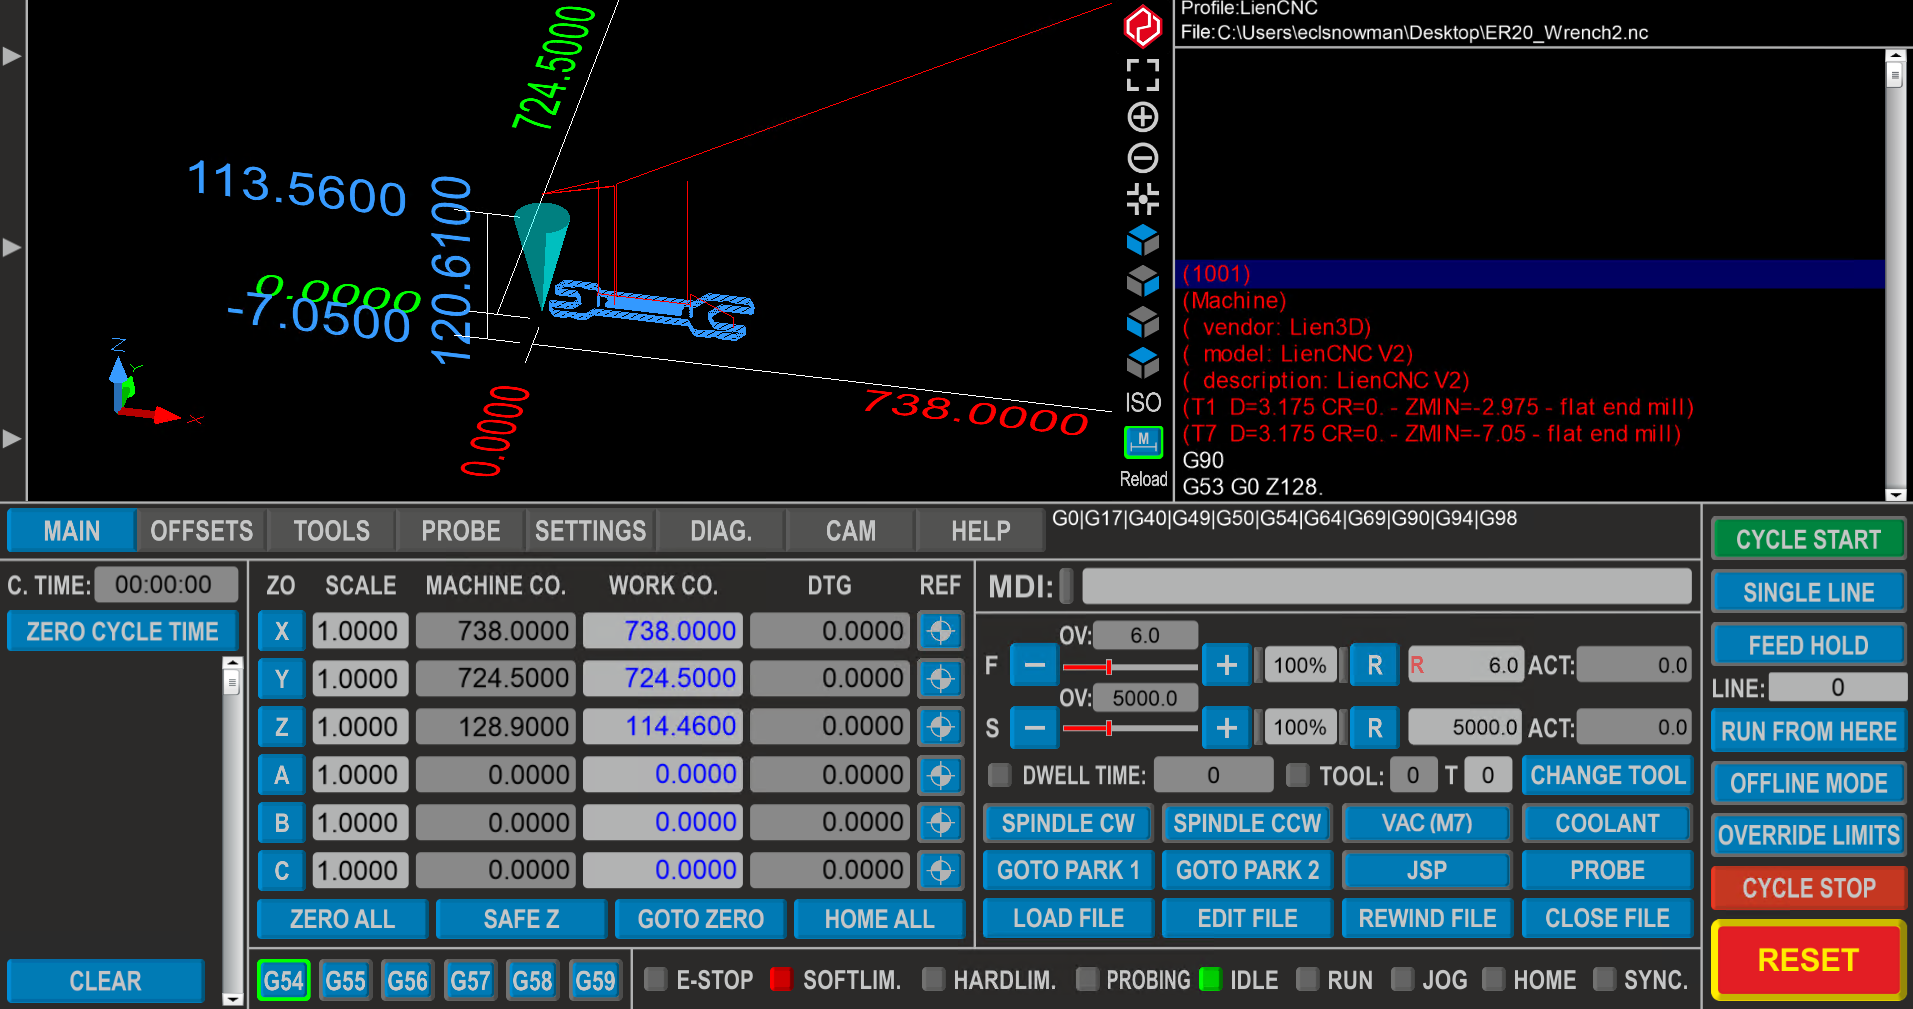 Profile:LienCNC
File:C:\Users\eclsnowman\Desktop\ER20_Wrench2.nc
724.5000
113.5600
120.6100
0.0000
-7.0500
Z
Y
X
0.0000
738.0000
ISO
M
Reload
(1001)
(Machine)
( vendor: Lien3D)
( model: LienCNC V2)
( description: LienCNC V2)
(T1 D=3.175 CR=0. - ZMIN=-2.975 - flat end mill)
(T7 D=3.175 CR=0. - ZMIN=-7.05 - flat end mill)
G90
G53 G0 Z128.
MAIN OFFSETS TOOLS PROBE SETTINGS DIAG. CAM HELP
G0|G17|G40|G49|G50|G54|G64|G69|G90|G94|G98
C. TIME: 00:00:00
ZERO CYCLE TIME
CLEAR
ZO SCALE MACHINE CO. WORK CO. DTG REF
X 1.0000 738.0000 738.0000 0.0000
Y 1.0000 724.5000 724.5000 0.0000
Z 1.0000 128.9000 114.4600 0.0000
A 1.0000 0.0000 0.0000 0.0000
B 1.0000 0.0000 0.0000 0.0000
C 1.0000 0.0000 0.0000 0.0000
ZERO ALL SAFE Z GOTO ZERO HOME ALL
MDI:
OV: 6.0
F − + 100% R R 6.0 ACT: 0.0
OV: 5000.0
S − + 100% R 5000.0 ACT: 0.0
DWELL TIME: 0 TOOL: 0 T 0 CHANGE TOOL
SPINDLE CW SPINDLE CCW VAC (M7) COOLANT
GOTO PARK 1 GOTO PARK 2 JSP PROBE
LOAD FILE EDIT FILE REWIND FILE CLOSE FILE
G54 G55 G56 G57 G58 G59
E-STOP SOFTLIM. HARDLIM. PROBING IDLE RUN JOG HOME SYNC.
CYCLE START
SINGLE LINE
FEED HOLD
LINE: 0
RUN FROM HERE
OFFLINE MODE
OVERRIDE LIMITS
CYCLE STOP
RESET